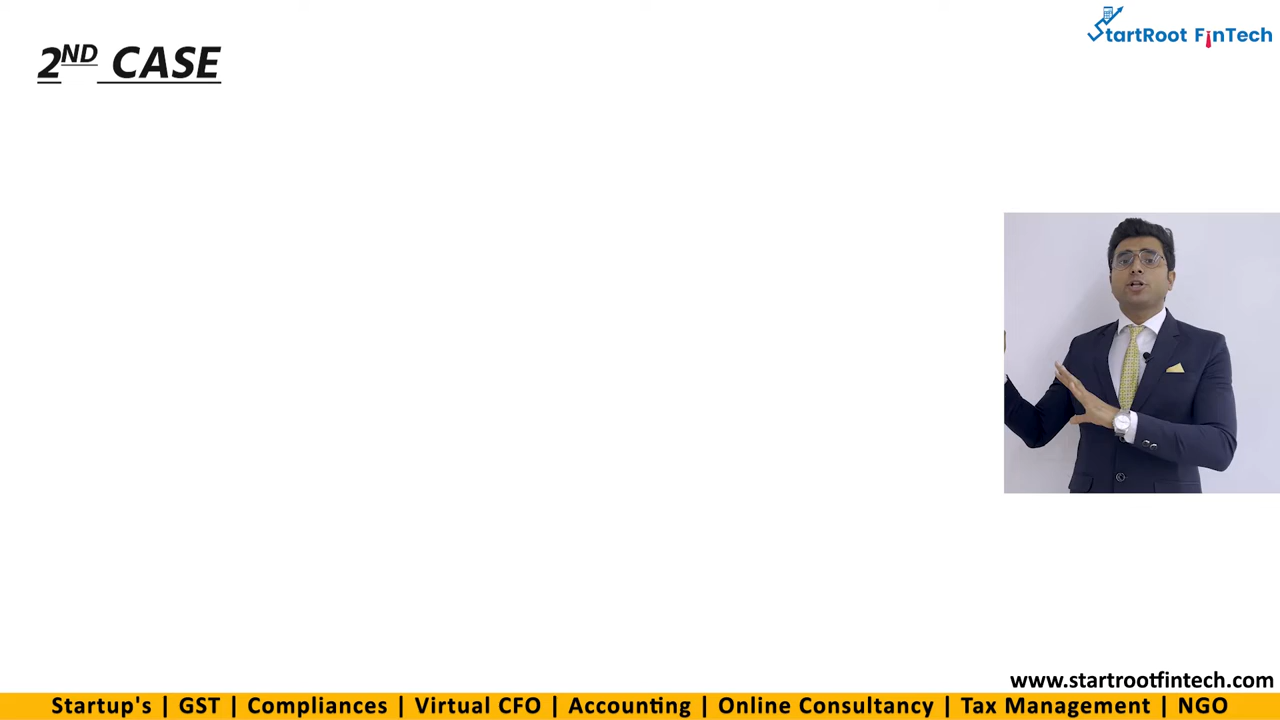 2ND CASE
StartRoot FinTech
www.startrootfintech.com
Startup's | GST | Compliances | Virtual CFO | Accounting | Online Consultancy | Tax Management | NGO